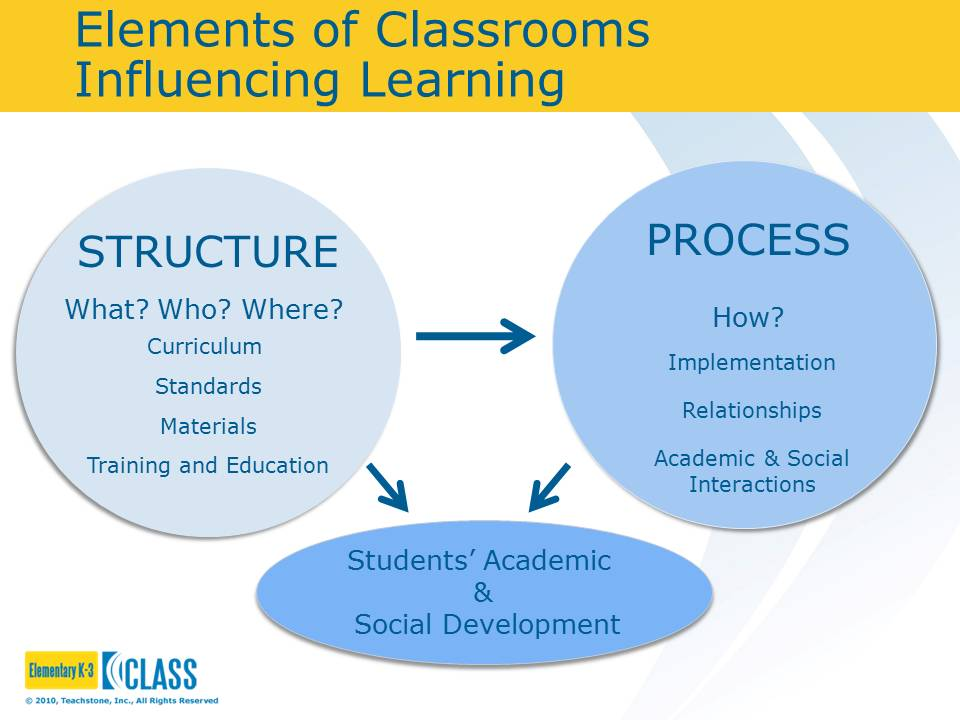 Elements of Classrooms
Influencing Learning
STRUCTURE
What? Who? Where?
Curriculum
Standards
Materials
Training and Education
PROCESS
How?
Implementation
Relationships
Academic & Social
Interactions
Students’ Academic
&
Social Development
Elementary K-3
CLASS
© 2010, Teachstone, Inc., All Rights Reserved